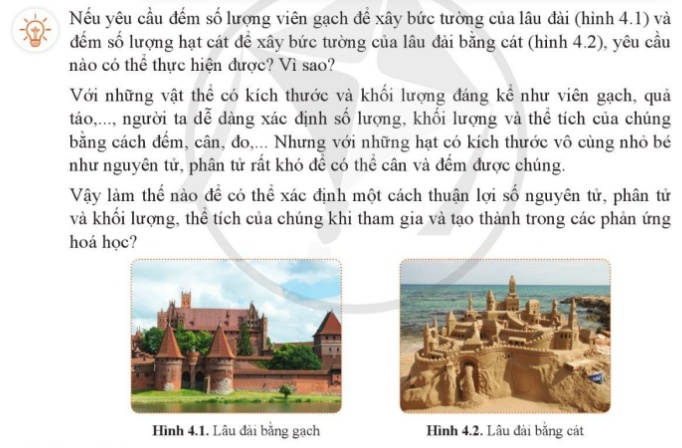 Nếu yêu cầu đếm số lượng viên gạch để xây bức tường của lâu đài (hình 4.1) và
đếm số lượng hạt cát để xây bức tường của lâu đài bằng cát (hình 4.2), yêu cầu
nào có thể thực hiện được? Vì sao?
Với những vật thể có kích thước và khối lượng đáng kể như viên gạch, quả
táo,..., người ta dễ dàng xác định số lượng, khối lượng và thể tích của chúng
bằng cách đếm, cân, đo,... Nhưng với những hạt có kích thước vô cùng nhỏ bé
như nguyên tử, phân tử rất khó để có thể cân và đếm được chúng.
Vậy làm thế nào để có thể xác định một cách thuận lợi số nguyên tử, phân tử
và khối lượng, thể tích của chúng khi tham gia và tạo thành trong các phản ứng
hoá học?
Hình 4.1. Lâu đài bằng gạch
Hình 4.2. Lâu đài bằng cát